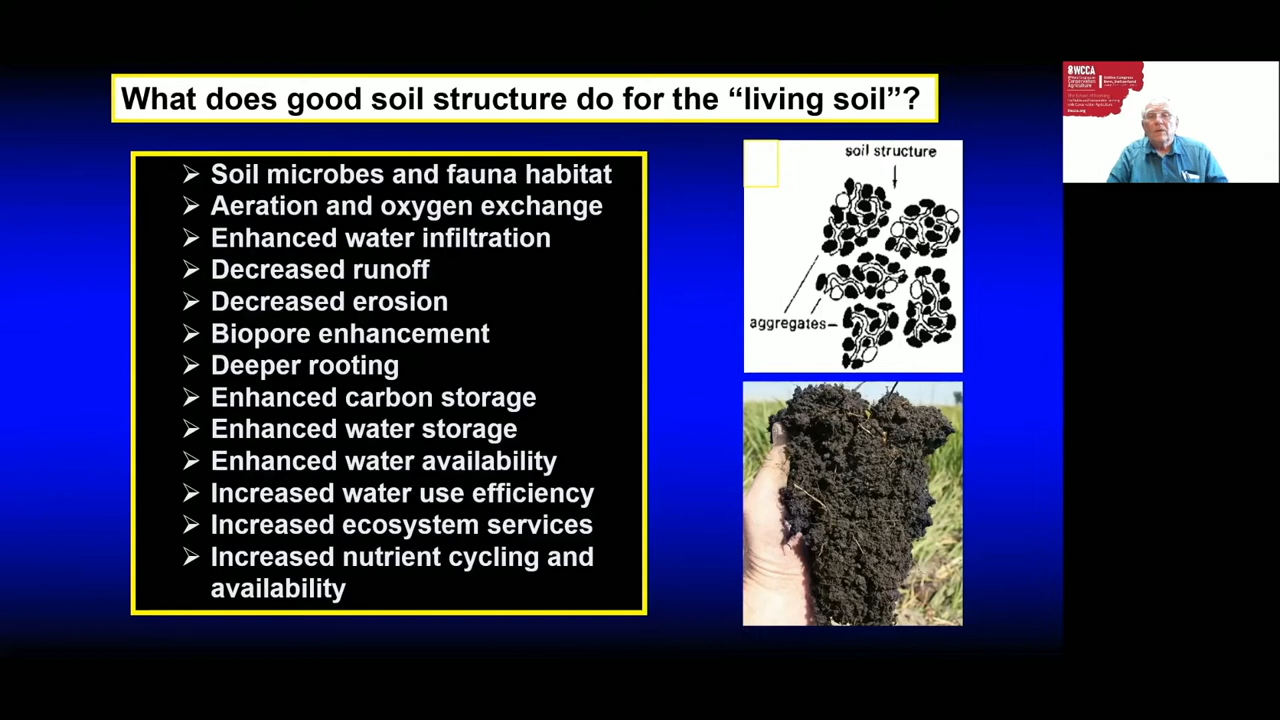 What does good soil structure do for the “living soil”?
Soil microbes and fauna habitat
Aeration and oxygen exchange
Enhanced water infiltration
Decreased runoff
Decreased erosion
Biopore enhancement
Deeper rooting
Enhanced carbon storage
Enhanced water storage
Enhanced water availability
Increased water use efficiency
Increased ecosystem services
Increased nutrient cycling and
availability
soil structure
aggregates
WCCA